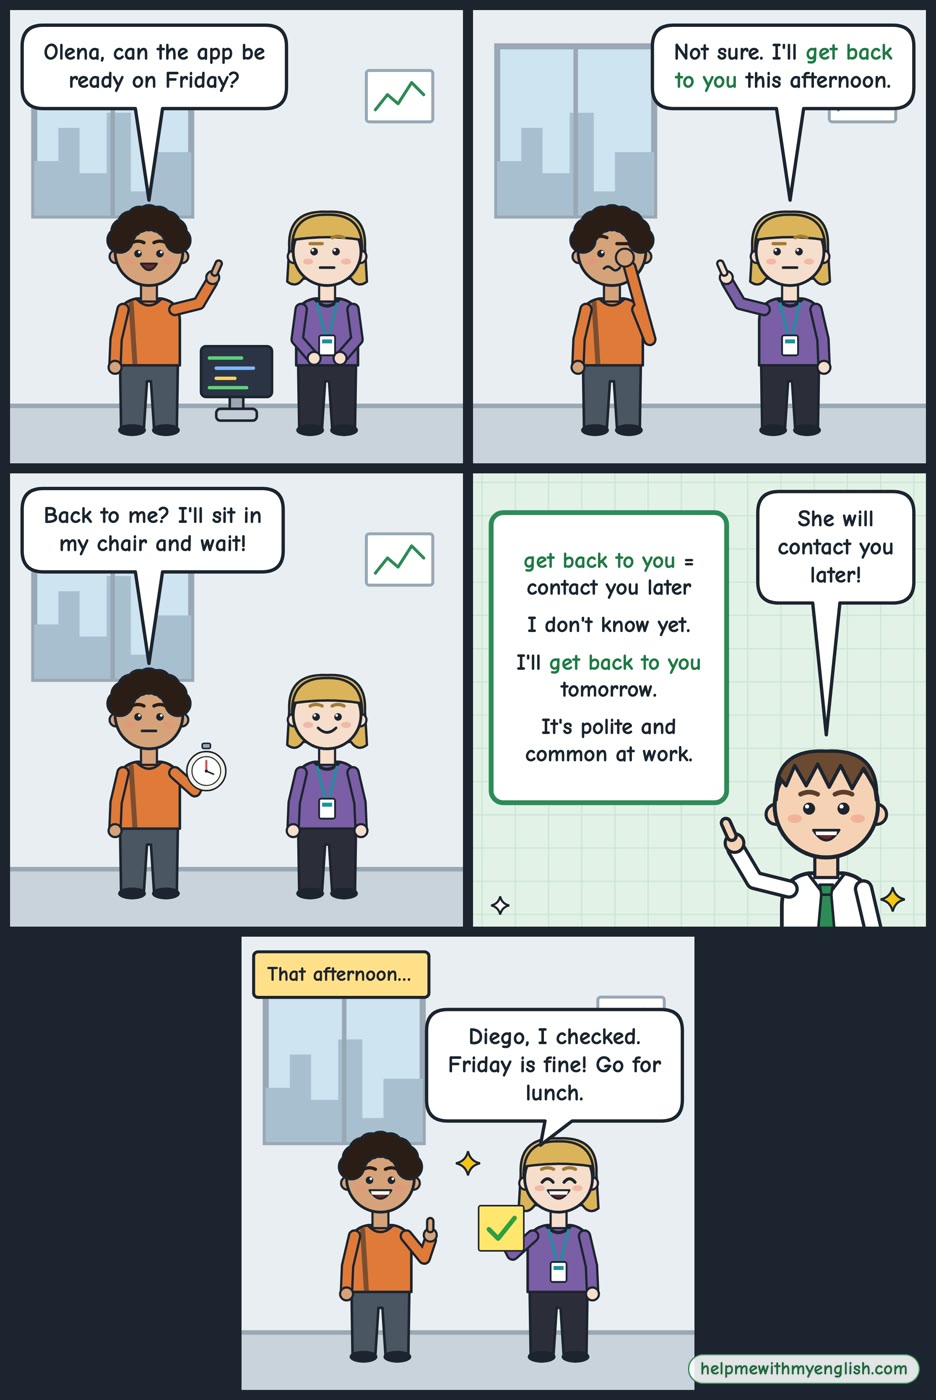 Olena, can the app be
ready on Friday?
Not sure. I'll get back
to you this afternoon.
Back to me? I'll sit in
my chair and wait!
get back to you =
contact you later
I don't know yet.
I'll get back to you
tomorrow.
It's polite and
common at work.
She will
contact you
later!
That afternoon...
Diego, I checked.
Friday is fine! Go for
lunch.
helpmewithmyenglish.com